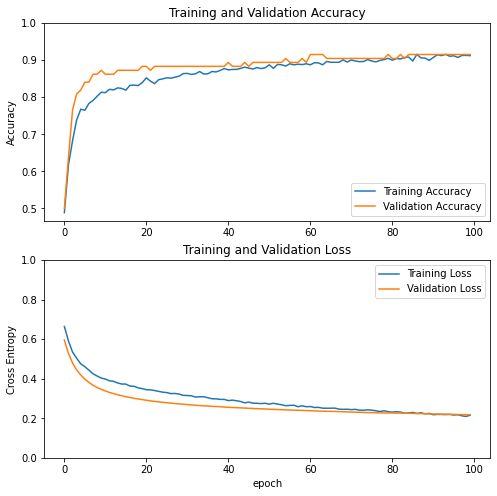 Training and Validation Accuracy
1.0
0.9
0.8
0.7
0.6
0.5
Accuracy
Training Accuracy
Validation Accuracy
0 20 40 60 80 100
Training and Validation Loss
1.0
0.8
0.6
0.4
0.2
0.0
Cross Entropy
Training Loss
Validation Loss
0 20 40 60 80 100
epoch